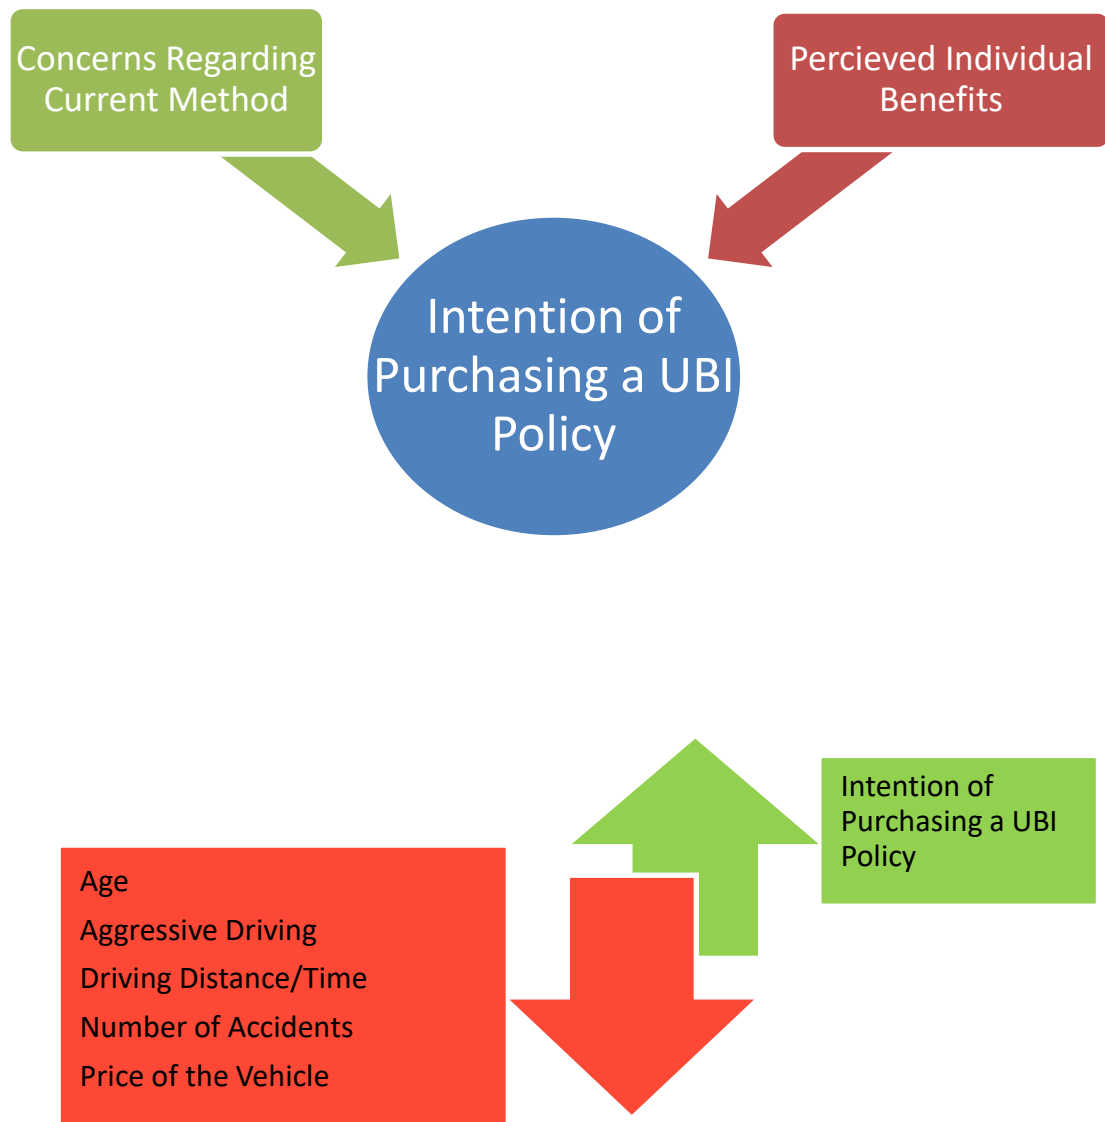 Concerns Regarding
Current Method
Percieved Individual
Benefits
Intention of
Purchasing a UBI
Policy
Intention of
Purchasing a UBI
Policy
Age
Aggressive Driving
Driving Distance/Time
Number of Accidents
Price of the Vehicle